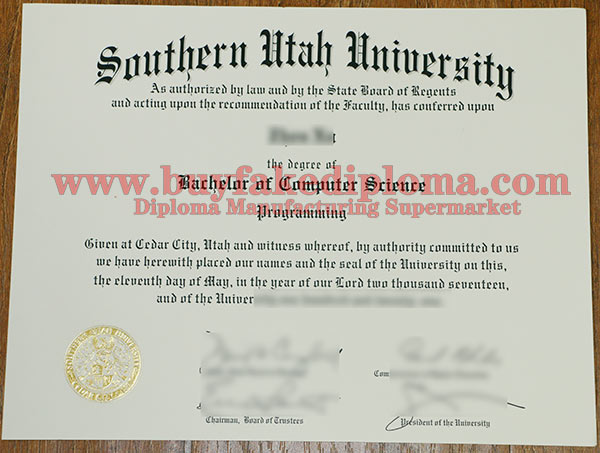 Southern Utah University
As authorized by law and by the State Board of Regents
and acting upon the recommendation of the Faculty, has conferred upon
the degree of
www.buyfakediploma.com
Bachelor of Computer Science
Diploma Manufacturing Supermarket
Programming
Given at Cedar City, Utah and witness whereof, by authority committed to us
we have herewith placed our names and the seal of the University on this,
the eleventh day of May, in the year of our Lord two thousand seventeen,
and of the
Chairman, Board of Trustees
President of the University